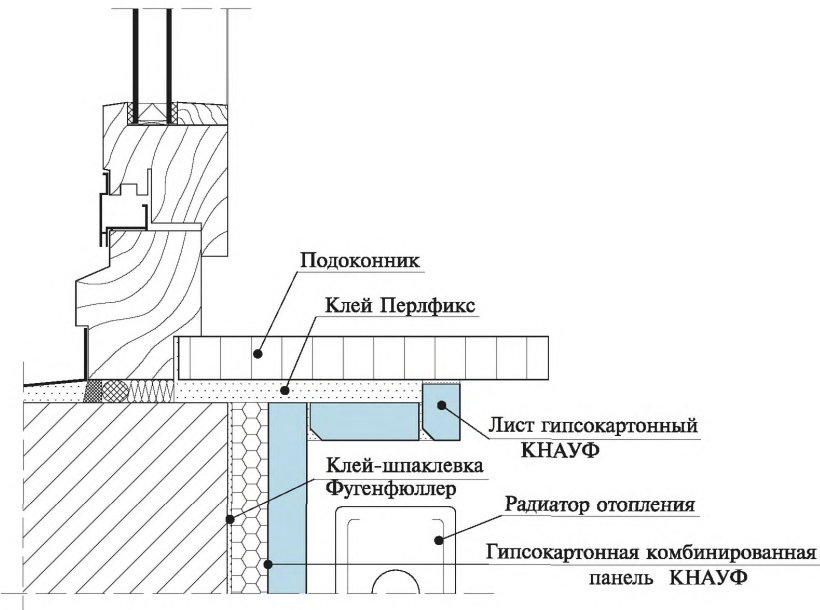 Подоконник
Клей Перлфикс
Лист гипсокартонный
КНАУФ
Клей-шпаклевка
Фугенфюллер
Радиатор отопления
Гипсокартонная комбинированная
панель КНАУФ